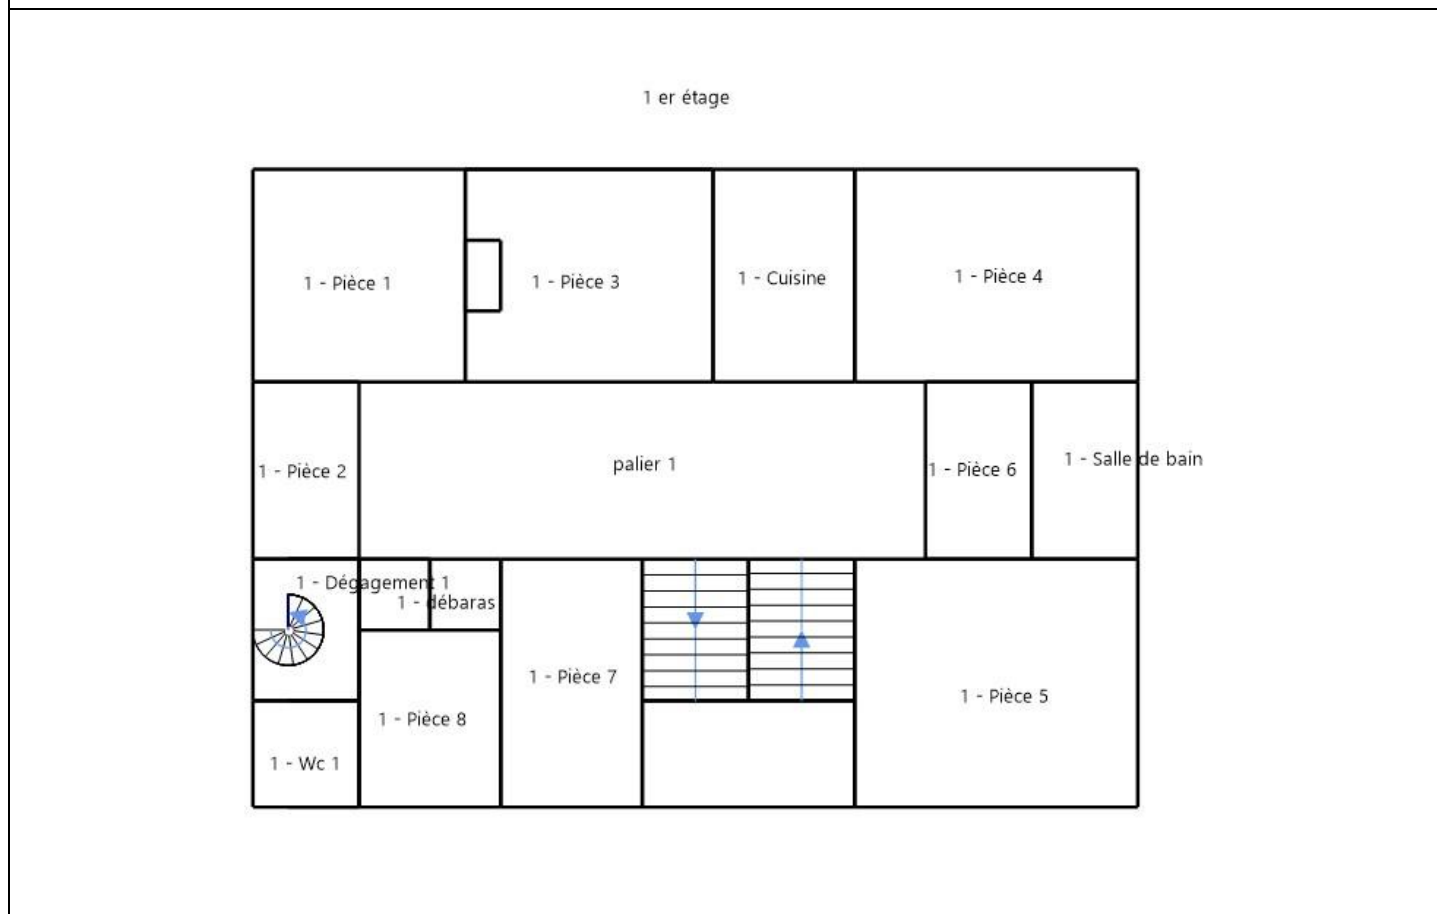 1 er étage
1 - Pièce 1
1 - Pièce 3
1 - Cuisine
1 - Pièce 4
1 - Pièce 2
palier 1
1 - Pièce 6
1 - Salle de bain
1 - Dégagement 1
1 - débaras
1 - Pièce 7
1 - Pièce 5
1 - Pièce 8
1 - Wc 1